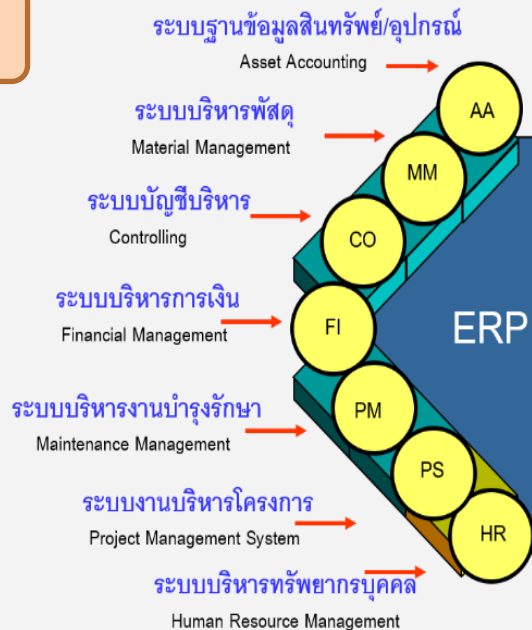 ระบบฐานข้อมูลสินทรัพย์/อุปกรณ์
Asset Accounting
AA
ระบบบริหารพัสดุ
Material Management
MM
ระบบบัญชีบริหาร
Controlling
CO
ระบบบริหารการเงิน
Financial Management
FI
ERP
ระบบบริหารงานบำรุงรักษา
Maintenance Management
PM
ระบบงานบริหารโครงการ
Project Management System
PS
ระบบบริหารทรัพยากรบุคคล
Human Resource Management
HR